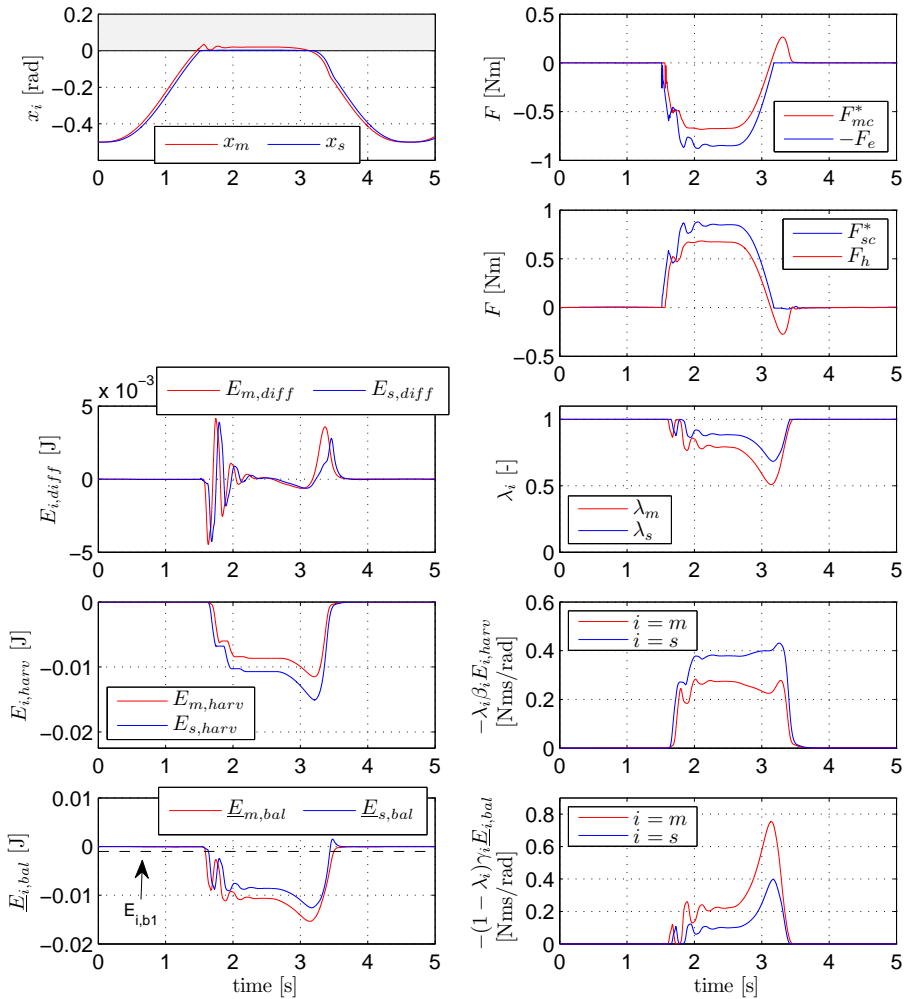 0.2
0
−0.2
−0.4
x_i [rad]
x_m x_s
0 1 2 3 4 5
1
0.5
0
−0.5
−1
F [Nm]
F*_mc
−F_e
0 1 2 3 4 5
1
0.5
0
−0.5
F [Nm]
F*_sc
F_h
0 1 2 3 4 5
x 10^−3
5
0
−5
E_i,diff [J]
E_m,diff E_s,diff
0 1 2 3 4 5
1
0.5
0
λ_i [-]
λ_m
λ_s
0 1 2 3 4 5
0
−0.01
−0.02
E_i,harv [J]
E_m,harv
E_s,harv
0 1 2 3 4 5
0.6
0.4
0.2
0
−λ_iβ_iE_i,harv
[Nms/rad]
i = m
i = s
0 1 2 3 4 5
0.01
0
−0.01
−0.02
E_i,bal [J]
E_m,bal E_s,bal
E_i,b1
0 1 2 3 4 5
time [s]
0.8
0.6
0.4
0.2
0
−(1 − λ_i)γ_iE_i,bal
[Nms/rad]
i = m
i = s
0 1 2 3 4 5
time [s]